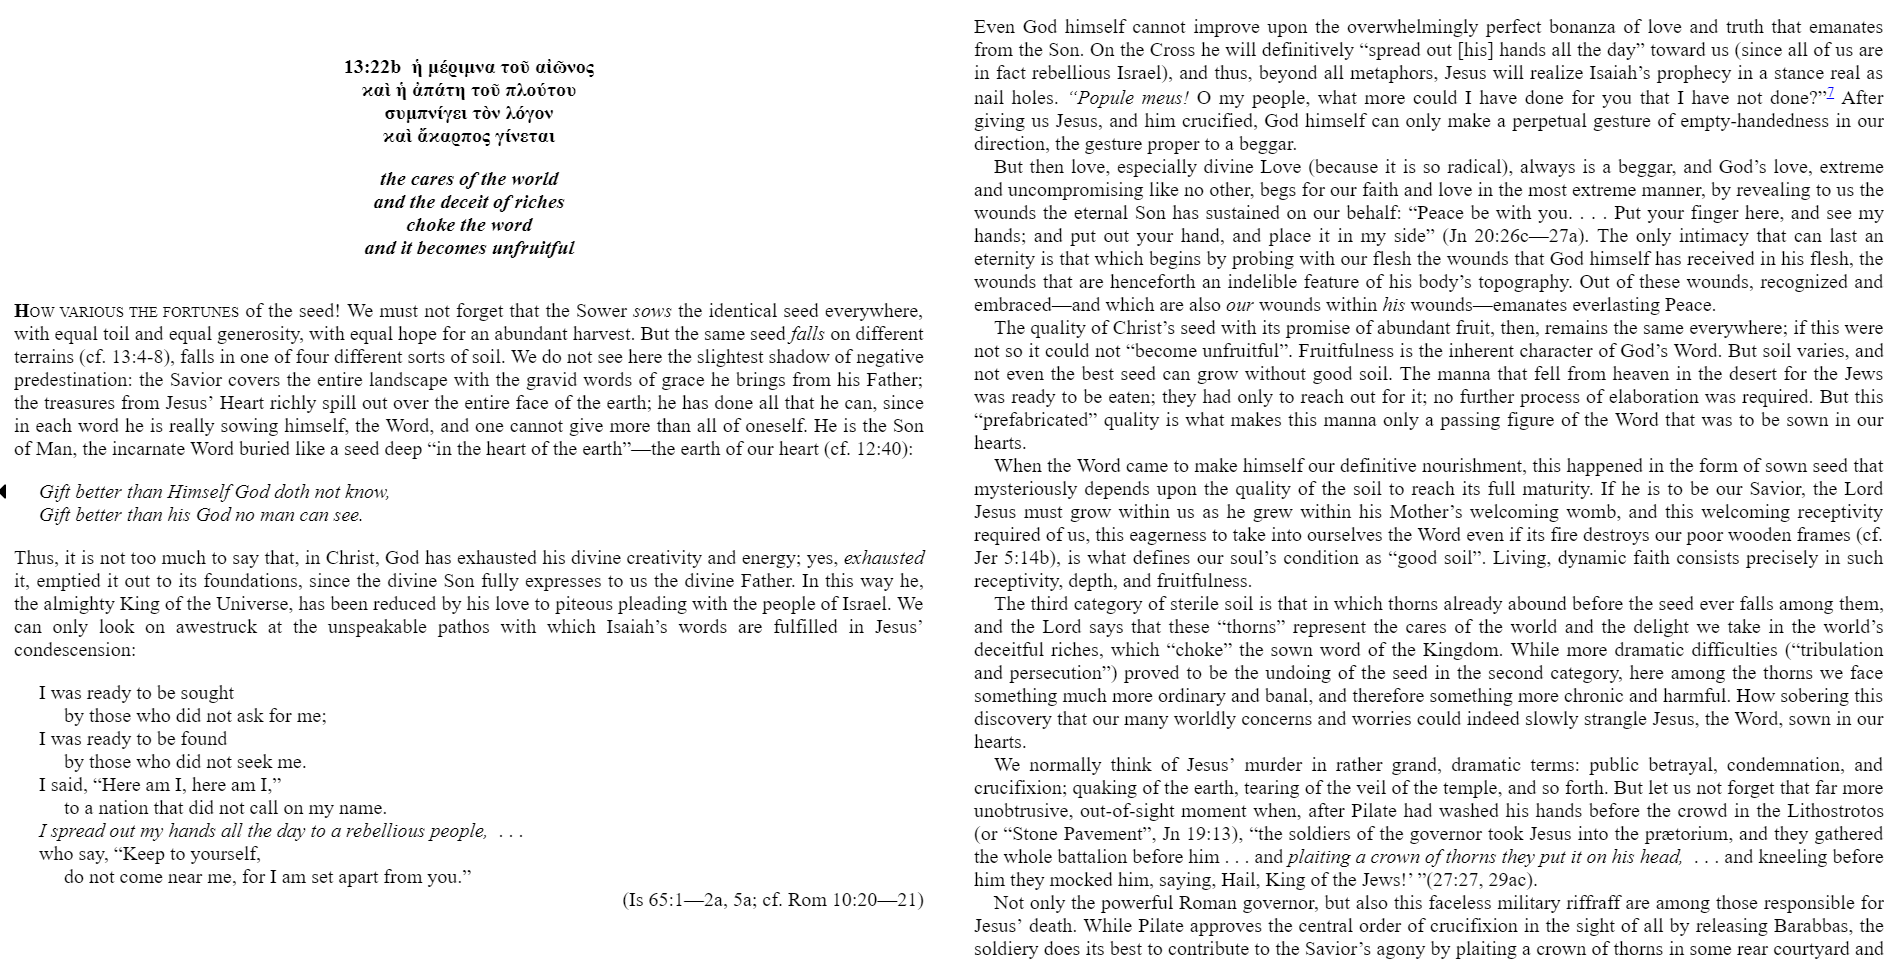 13:22b ἡ μέριμνα τοῦ αἰῶνος
καὶ ἡ ἀπάτη τοῦ πλούτου
συμπνίγει τὸν λόγον
καὶ ἄκαρπος γίνεται
the cares of the world
and the deceit of riches
choke the word
and it becomes unfruitful
HOW VARIOUS THE FORTUNES of the seed! We must not forget that the Sower sows the identical seed everywhere,
with equal toil and equal generosity, with equal hope for an abundant harvest. But the same seed falls on different
terrains (cf. 13:4-8), falls in one of four different sorts of soil. We do not see here the slightest shadow of negative
predestination: the Savior covers the entire landscape with the gravid words of grace he brings from his Father;
the treasures from Jesus’ Heart richly spill out over the entire face of the earth; he has done all that he can, since
in each word he is really sowing himself, the Word, and one cannot give more than all of oneself. He is the Son
of Man, the incarnate Word buried like a seed deep “in the heart of the earth”—the earth of our heart (cf. 12:40):
Gift better than Himself God doth not know,
Gift better than his God no man can see.
Thus, it is not too much to say that, in Christ, God has exhausted his divine creativity and energy; yes, exhausted
it, emptied it out to its foundations, since the divine Son fully expresses to us the divine Father. In this way he,
the almighty King of the Universe, has been reduced by his love to piteous pleading with the people of Israel. We
can only look on awestruck at the unspeakable pathos with which Isaiah’s words are fulfilled in Jesus’
condescension:
I was ready to be sought
by those who did not ask for me;
I was ready to be found
by those who did not seek me.
I said, “Here am I, here am I,”
to a nation that did not call on my name.
I spread out my hands all the day to a rebellious people, . . .
who say, “Keep to yourself,
do not come near me, for I am set apart from you.”
(Is 65:1—2a, 5a; cf. Rom 10:20—21)
Even God himself cannot improve upon the overwhelmingly perfect bonanza of love and truth that emanates
from the Son. On the Cross he will definitively “spread out [his] hands all the day” toward us (since all of us are
in fact rebellious Israel), and thus, beyond all metaphors, Jesus will realize Isaiah’s prophecy in a stance real as
nail holes. “Popule meus! O my people, what more could I have done for you that I have not done?”7 After
giving us Jesus, and him crucified, God himself can only make a perpetual gesture of empty-handedness in our
direction, the gesture proper to a beggar.
But then love, especially divine Love (because it is so radical), always is a beggar, and God’s love, extreme
and uncompromising like no other, begs for our faith and love in the most extreme manner, by revealing to us the
wounds the eternal Son has sustained on our behalf: “Peace be with you. . . . Put your finger here, and see my
hands; and put out your hand, and place it in my side” (Jn 20:26c—27a). The only intimacy that can last an
eternity is that which begins by probing with our flesh the wounds that God himself has received in his flesh, the
wounds that are henceforth an indelible feature of his body’s topography. Out of these wounds, recognized and
embraced—and which are also our wounds within his wounds—emanates everlasting Peace.
The quality of Christ’s seed with its promise of abundant fruit, then, remains the same everywhere; if this were
not so it could not “become unfruitful”. Fruitfulness is the inherent character of God’s Word. But soil varies, and
not even the best seed can grow without good soil. The manna that fell from heaven in the desert for the Jews
was ready to be eaten; they had only to reach out for it; no further process of elaboration was required. But this
“prefabricated” quality is what makes this manna only a passing figure of the Word that was to be sown in our
hearts.
When the Word came to make himself our definitive nourishment, this happened in the form of sown seed that
mysteriously depends upon the quality of the soil to reach its full maturity. If he is to be our Savior, the Lord
Jesus must grow within us as he grew within his Mother’s welcoming womb, and this welcoming receptivity
required of us, this eagerness to take into ourselves the Word even if its fire destroys our poor wooden frames (cf.
Jer 5:14b), is what defines our soul’s condition as “good soil”. Living, dynamic faith consists precisely in such
receptivity, depth, and fruitfulness.
The third category of sterile soil is that in which thorns already abound before the seed ever falls among them,
and the Lord says that these “thorns” represent the cares of the world and the delight we take in the world’s
deceitful riches, which “choke” the sown word of the Kingdom. While more dramatic difficulties (“tribulation
and persecution”) proved to be the undoing of the seed in the second category, here among the thorns we face
something much more ordinary and banal, and therefore something more chronic and harmful. How sobering this
discovery that our many worldly concerns and worries could indeed slowly strangle Jesus, the Word, sown in our
hearts.
We normally think of Jesus’ murder in rather grand, dramatic terms: public betrayal, condemnation, and
crucifixion; quaking of the earth, tearing of the veil of the temple, and so forth. But let us not forget that far more
unobtrusive, out-of-sight moment when, after Pilate had washed his hands before the crowd in the Lithostrotos
(or “Stone Pavement”, Jn 19:13), “the soldiers of the governor took Jesus into the prætorium, and they gathered
the whole battalion before him . . . and plaiting a crown of thorns they put it on his head, . . . and kneeling before
him they mocked him, saying, Hail, King of the Jews!’ ”(27:27, 29ac).
Not only the powerful Roman governor, but also this faceless military riffraff are among those responsible for
Jesus’ death. While Pilate approves the central order of crucifixion in the sight of all by releasing Barabbas, the
soldiery does its best to contribute to the Savior’s agony by plaiting a crown of thorns in some rear courtyard and